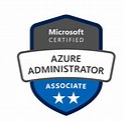 Microsoft
CERTIFIED
AZURE
ADMINISTRATOR
ASSOCIATE